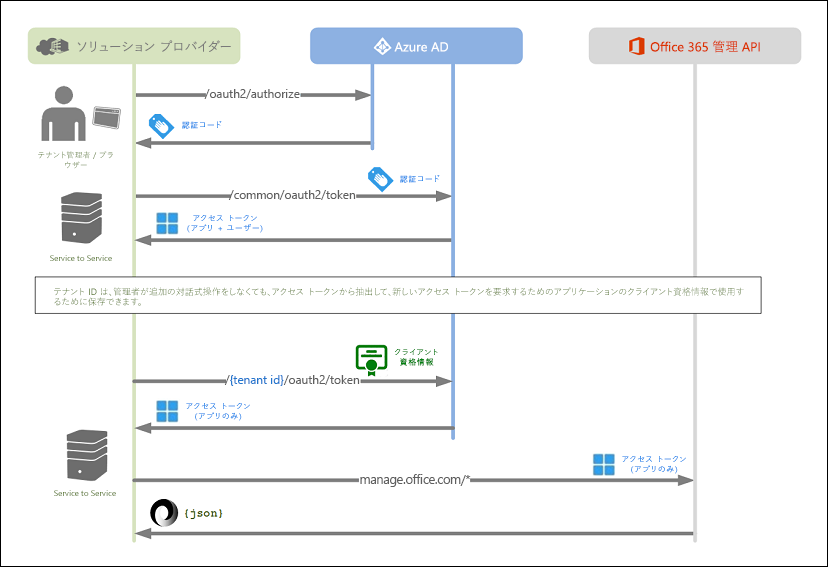 ソリューション プロバイダー
Azure AD
Office 365 管理 API
/oauth2/authorize
認証コード
テナント管理者 / ブラ
ウザー
認証コード
/common/oauth2/token
アクセス トークン
(アプリ + ユーザー)
Service to Service
テナント ID は、管理者が追加の対話式操作をしなくても、アクセス トークンから抽出して、新しいアクセス トークンを要求するためのアプリケーションのクライアント資格情報で使用す
るために保存できます。
クライアント
資格情報
/{tenant id}/oauth2/token
アクセス トークン
(アプリのみ)
アクセス トークン
(アプリのみ)
manage.office.com/*
Service to Service
{json}